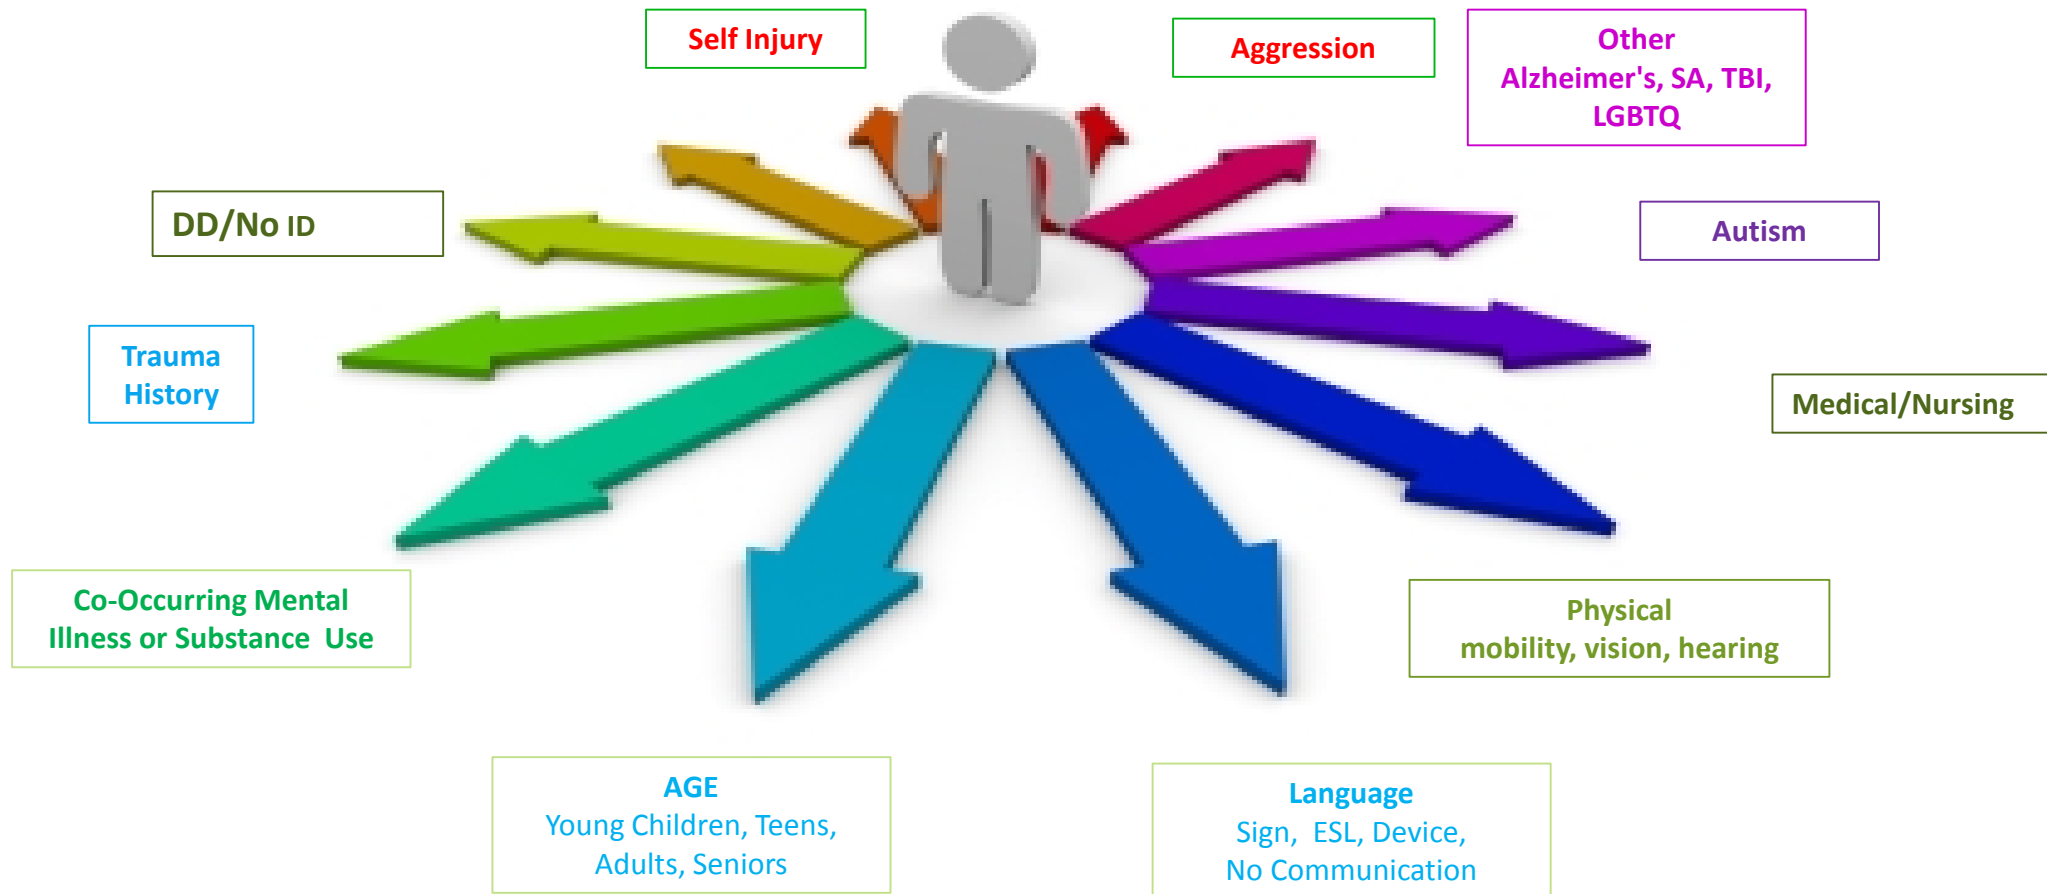 Self Injury
Aggression
Other
Alzheimer's, SA, TBI,
LGBTQ
DD/No ID
Autism
Trauma
History
Medical/Nursing
Co-Occurring Mental
Illness or Substance Use
Physical
mobility, vision, hearing
AGE
Young Children, Teens,
Adults, Seniors
Language
Sign, ESL, Device,
No Communication